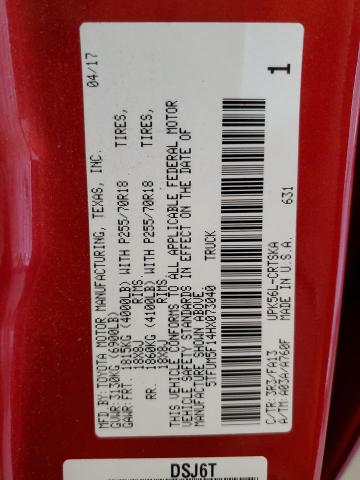 MFD.BY: TOYOTA MOTOR MANUFACTURING, TEXAS, INC. 04/17
GVWR: 3130KG (6900LB)
FRT. 1815KG (4000LB) WITH P255/70R18 TIRES,
18X8J RIMS
RR. 1860KG (4100LB) WITH P255/70R18 TIRES,
18X8J RIMS
THIS VEHICLE CONFORMS TO ALL APPLICABLE FEDERAL MOTOR
VEHICLE SAFETY STANDARDS IN EFFECT ON THE DATE OF
MANUFACTURE SHOWN ABOVE.
5TFUM5F14HX073040 TRUCK
UPK56L-CRTSKA 631
C/TR:3R3/FA13 MADE IN U.S.A.
A/TM:A03A/A760F
1
DSJ6T